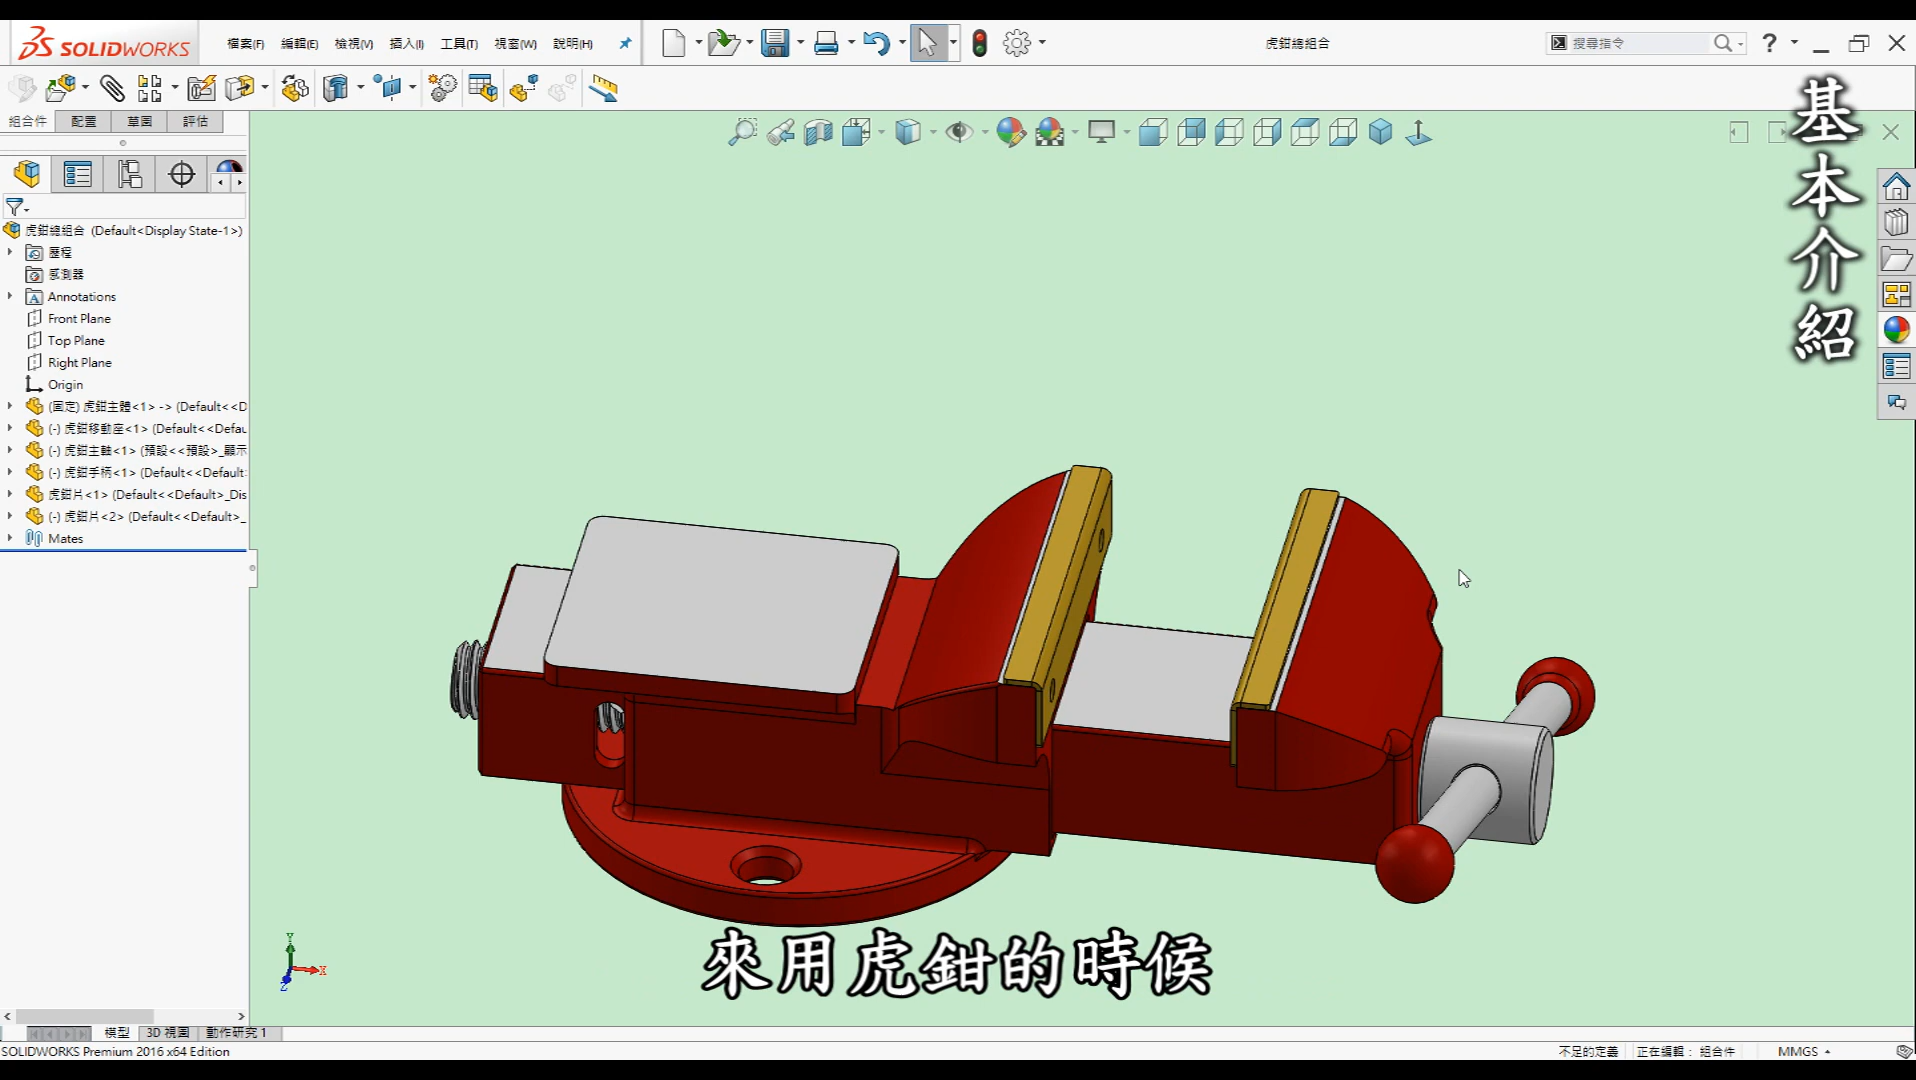 SOLIDWORKS
檔案(F) 編輯(E) 檢視(V) 插入(I) 工具(T) 視窗(W) 說明(H)
虎鉗總組合
搜尋指令
組合件 配置 草圖 評估
虎鉗總組合 (Default<Display State-1>)
歷程
感測器
Annotations
Front Plane
Top Plane
Right Plane
Origin
(固定) 虎鉗主體<1> -> (Default<<D
(-) 虎鉗移動座<1> (Default<<Defau
(-) 虎鉗主軸<1> (預設<<預設>_顯示
(-) 虎鉗手柄<1> (Default<<Default
虎鉗片<1> (Default<<Default>_Dis
(-) 虎鉗片<2> (Default<<Default>_
Mates
基本介紹
Y
X
Z
來用虎鉗的時候
模型 3D 視圖 動作研究 1
SOLIDWORKS Premium 2016 x64 Edition
不足的定義 正在編輯： 組合件 MMGS